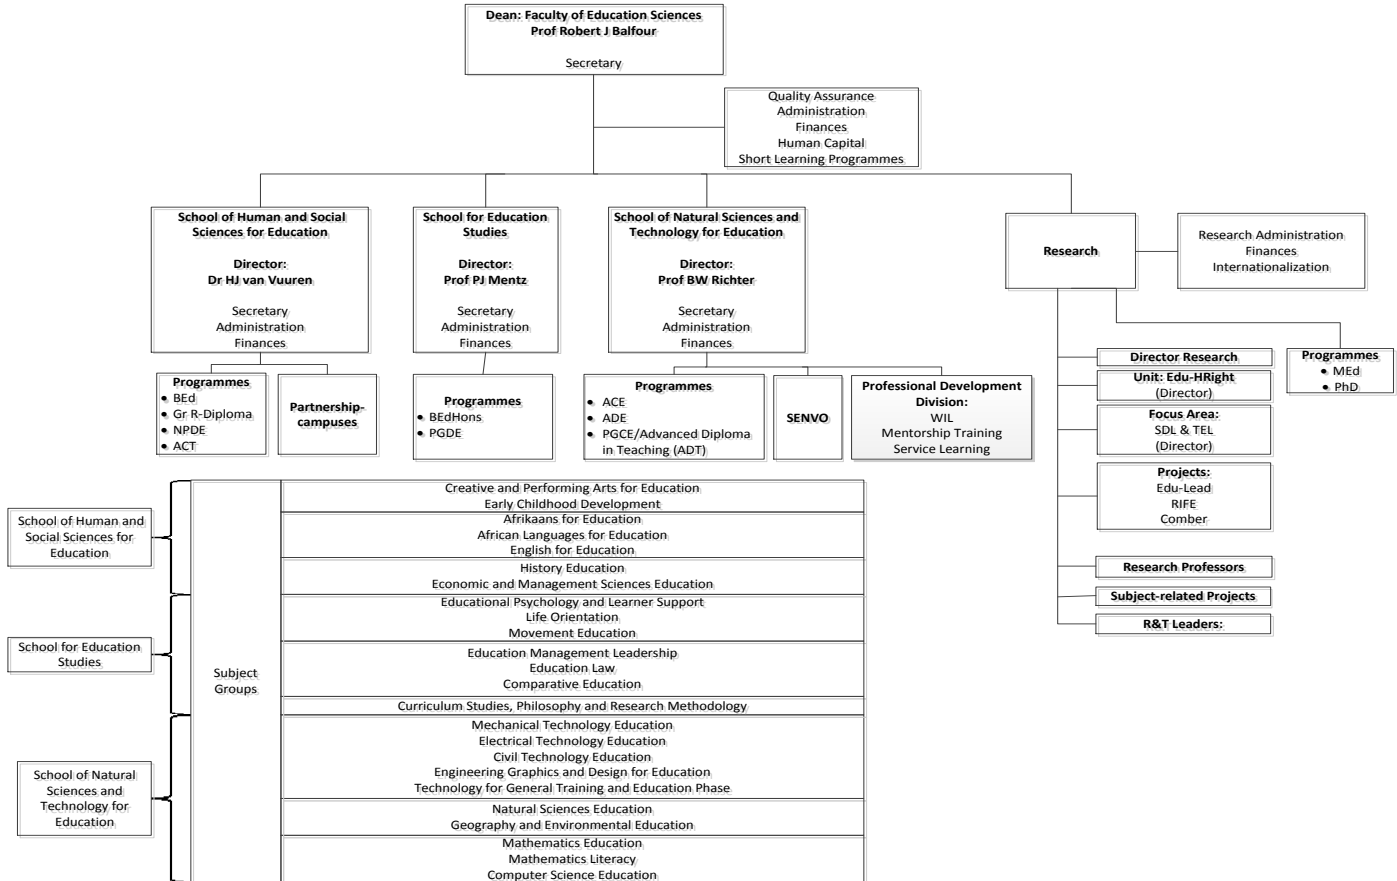 Dean: Faculty of Education Sciences
Prof Robert J Balfour
Secretary
Quality Assurance
Administration
Finances
Human Capital
Short Learning Programmes
School of Human and Social
Sciences for Education
Director:
Dr HJ van Vuuren
Secretary
Administration
Finances
School for Education
Studies
Director:
Prof PJ Mentz
Secretary
Administration
Finances
School of Natural Sciences and
Technology for Education
Director:
Prof BW Richter
Secretary
Administration
Finances
Research
Research Administration
Finances
Internationalization
Programmes
• BEd
• Gr R-Diploma
• NPDE
• ACT
Partnership-
campuses
Programmes
• BEdHons
• PGDE
Programmes
• ACE
• ADE
• PGCE/Advanced Diploma
in Teaching (ADT)
SENVO
Professional Development
Division:
WIL
Mentorship Training
Service Learning
Director Research
Unit: Edu-HRight
(Director)
Focus Area:
SDL & TEL
(Director)
Projects:
Edu-Lead
RIFE
Comber
Research Professors
Subject-related Projects
R&T Leaders:
Programmes
• MEd
• PhD
School of Human and
Social Sciences for
Education
School for Education
Studies
School of Natural
Sciences and
Technology for
Education
Subject
Groups
Creative and Performing Arts for Education
Early Childhood Development
Afrikaans for Education
African Languages for Education
English for Education
History Education
Economic and Management Sciences Education
Educational Psychology and Learner Support
Life Orientation
Movement Education
Education Management Leadership
Education Law
Comparative Education
Curriculum Studies, Philosophy and Research Methodology
Mechanical Technology Education
Electrical Technology Education
Civil Technology Education
Engineering Graphics and Design for Education
Technology for General Training and Education Phase
Natural Sciences Education
Geography and Environmental Education
Mathematics Education
Mathematics Literacy
Computer Science Education